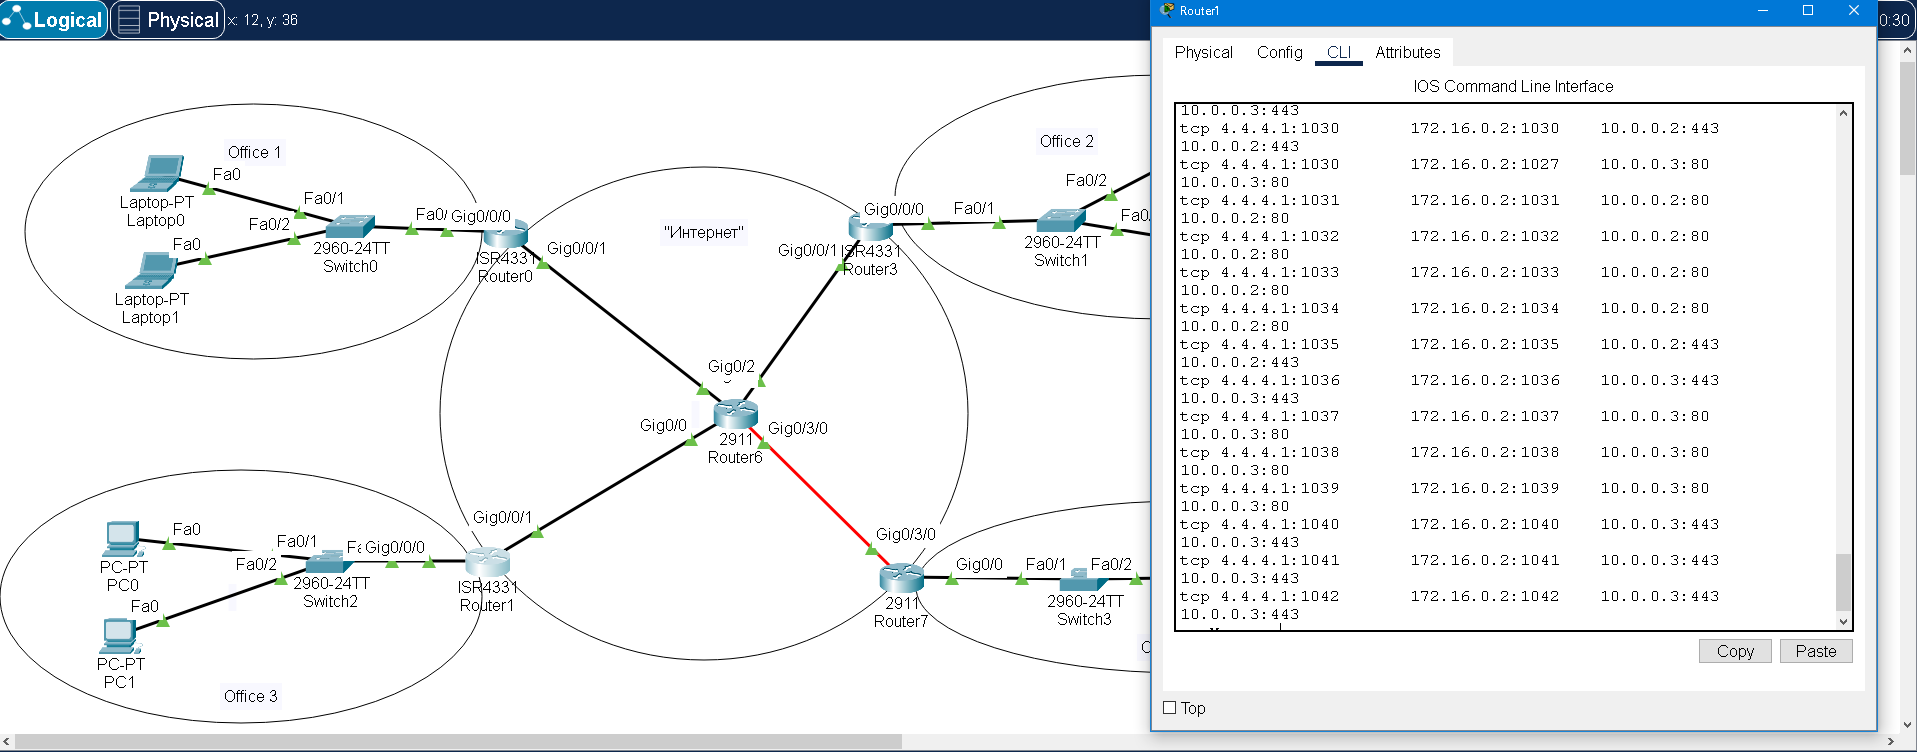 Logical
Physical
x: 12, y: 36
Router1
0:30
Physical
Config
CLI
Attributes
IOS Command Line Interface
10.0.0.3:443
tcp 4.4.4.1:1030 172.16.0.2:1030 10.0.0.2:443
10.0.0.2:443
tcp 4.4.4.1:1030 172.16.0.2:1027 10.0.0.3:80
10.0.0.3:80
tcp 4.4.4.1:1031 172.16.0.2:1031 10.0.0.2:80
10.0.0.2:80
tcp 4.4.4.1:1032 172.16.0.2:1032 10.0.0.2:80
10.0.0.2:80
tcp 4.4.4.1:1033 172.16.0.2:1033 10.0.0.2:80
10.0.0.2:80
tcp 4.4.4.1:1034 172.16.0.2:1034 10.0.0.2:80
10.0.0.2:80
tcp 4.4.4.1:1035 172.16.0.2:1035 10.0.0.2:443
10.0.0.2:443
tcp 4.4.4.1:1036 172.16.0.2:1036 10.0.0.3:443
10.0.0.3:443
tcp 4.4.4.1:1037 172.16.0.2:1037 10.0.0.3:80
10.0.0.3:80
tcp 4.4.4.1:1038 172.16.0.2:1038 10.0.0.3:80
10.0.0.3:80
tcp 4.4.4.1:1039 172.16.0.2:1039 10.0.0.3:80
10.0.0.3:80
tcp 4.4.4.1:1040 172.16.0.2:1040 10.0.0.3:443
10.0.0.3:443
tcp 4.4.4.1:1041 172.16.0.2:1041 10.0.0.3:443
10.0.0.3:443
tcp 4.4.4.1:1042 172.16.0.2:1042 10.0.0.3:443
10.0.0.3:443
Copy
Paste
Top
Office 1
Fa0
Laptop-PT
Laptop0
Fa0/1
Fa0/2
Fa0
Laptop-PT
Laptop1
2960-24TT
Switch0
Fa0/
Gig0/0/0
ISR4331
Router0
Gig0/0/1
"Интернет"
Gig0/0/0
Gig0/0/1
ISR4331
Router3
Fa0/1
Office 2
Fa0/2
Fa0
2960-24TT
Switch1
Gig0/2
Gig0/0
2911
Router6
Gig0/3/0
Gig0/0/1
Fa0
PC-PT
PC0
Fa0/1
Fa0/2
Fa0
PC-PT
PC1
2960-24TT
Switch2
Gig0/0/0
ISR4331
Router1
Office 3
Gig0/3/0
2911
Router7
Gig0/0
Fa0/1
Fa0/2
2960-24TT
Switch3